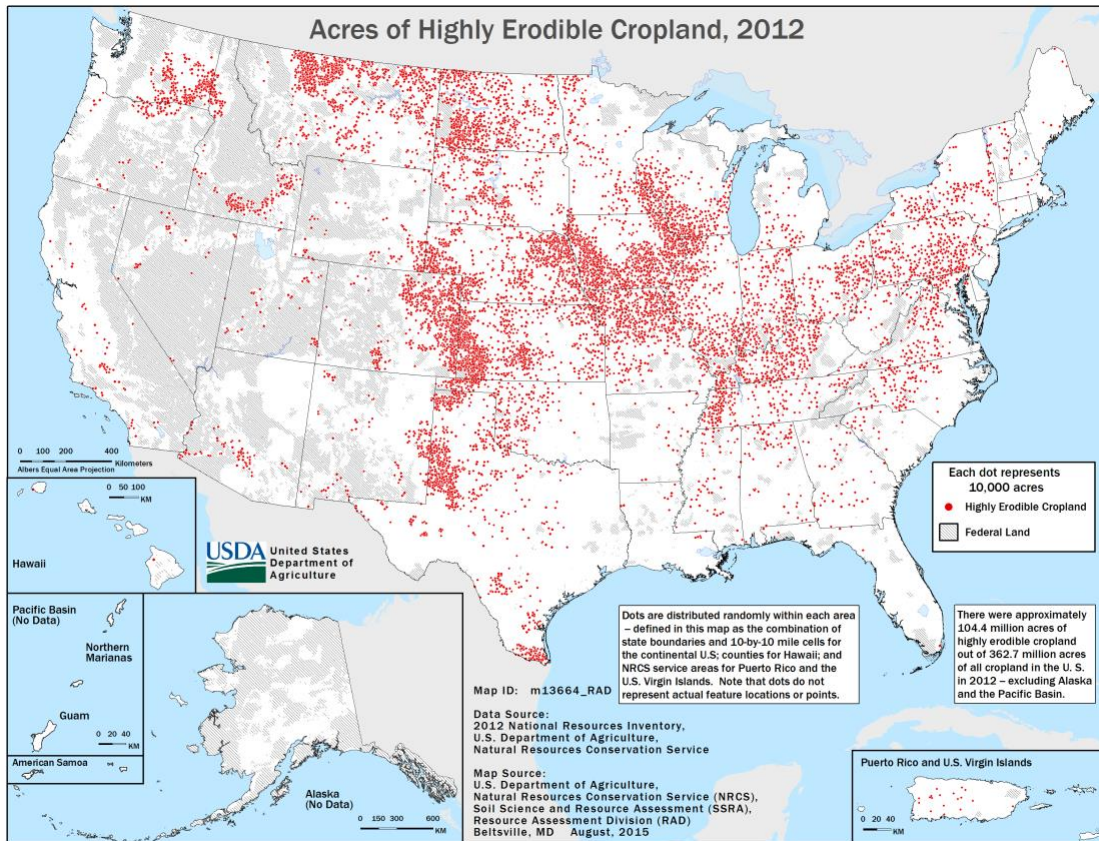 Acres of Highly Erodible Cropland, 2012
0 50 100 200 300 400
Kilometers
Albers Equal Area Projection
0 50 100
KM
Hawaii
USDA
United States
Department of
Agriculture
Each dot represents
10,000 acres
Highly Erodible Cropland
Federal Land
Pacific Basin
(No Data)
Northern
Marianas
Guam
0 20 40
KM
American Samoa
Alaska
(No Data)
0 150 300 600
KM
Dots are distributed randomly within each area
– defined in this map as the combination of
state boundaries and 10-by-10 mile cells for
the continental U.S; counties for Hawaii; and
NRCS service areas for Puerto Rico and the
U.S. Virgin Islands. Note that dots do not
represent actual feature locations or points.
There were approximately
104.4 million acres of
highly erodible cropland
out of 362.7 million acres
of all cropland in the U. S.
in 2012 – excluding Alaska
and the Pacific Basin.
Map ID: m13664_RAD
Data Source:
2012 National Resources Inventory,
U.S. Department of Agriculture,
Natural Resources Conservation Service
Map Source:
U.S. Department of Agriculture,
Natural Resources Conservation Service (NRCS),
Soil Science and Resource Assessment (SSRA),
Resource Assessment Division (RAD)
Beltsville, MD August, 2015
Puerto Rico and U.S. Virgin Islands
0 20 40
KM